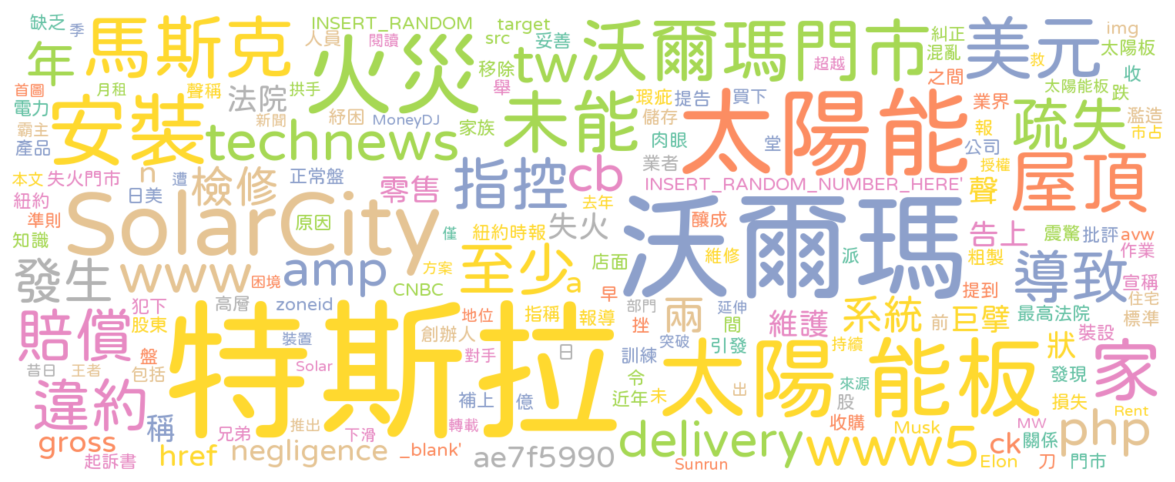 缺乏 季 馬斯克 INSERT_RANDOM target img
人員 閱讀 src 妥善 沃爾瑪門市 糾正 美元 太陽板
年 火災 tw 移除 超越 混亂 救 收
首圖 月租 聲稱 拱手 舉 之間 太陽能板 跌
電力 安裝 法院 新聞 紓困 MoneyDJ 未能 瑕疵 提告 買下 太陽能 業界 疏失 濫造
霸主 technews 家族 儲存 報 市占
產品 肉眼 堂 公司 授權
本文 失火門市 n 檢修 遭 正常盤 零售 指控 cb 業者 INSERT_RANDOM_NUMBER_HERE' 聲 屋頂
紐約 日美 去年
準則 SolarCity 原因 僅 紐約時報 失火 釀成 沃爾瑪 告上 震驚 批評 avw
知識 維修 派 粗製 作業
發生 www 困境 amp CNBC 至少 a 店面 早 提到 導致 宣稱
犯下 高層 zoneid 方案 部門 延伸 最高法院 住宅
賠償 股東 特斯拉 地位 指稱 報導 挫 兩 間 維護 系統 前 巨擘 裝設 標準
昔日 盤 裝置 創辦人 日 引發 持續 狀
王者 包括 Solar 對手 訓練 突破 太陽能板 發現 家
違約 令 近年 未 出 來源 損失
稱 兄弟 推出 補上 億 股 收購 Musk MW Rent
gross 下滑 轉載 delivery www5 ck 關係 php
起訴書 href negligence _blank' ae7f5990 Sunrun Elon 刀 門市